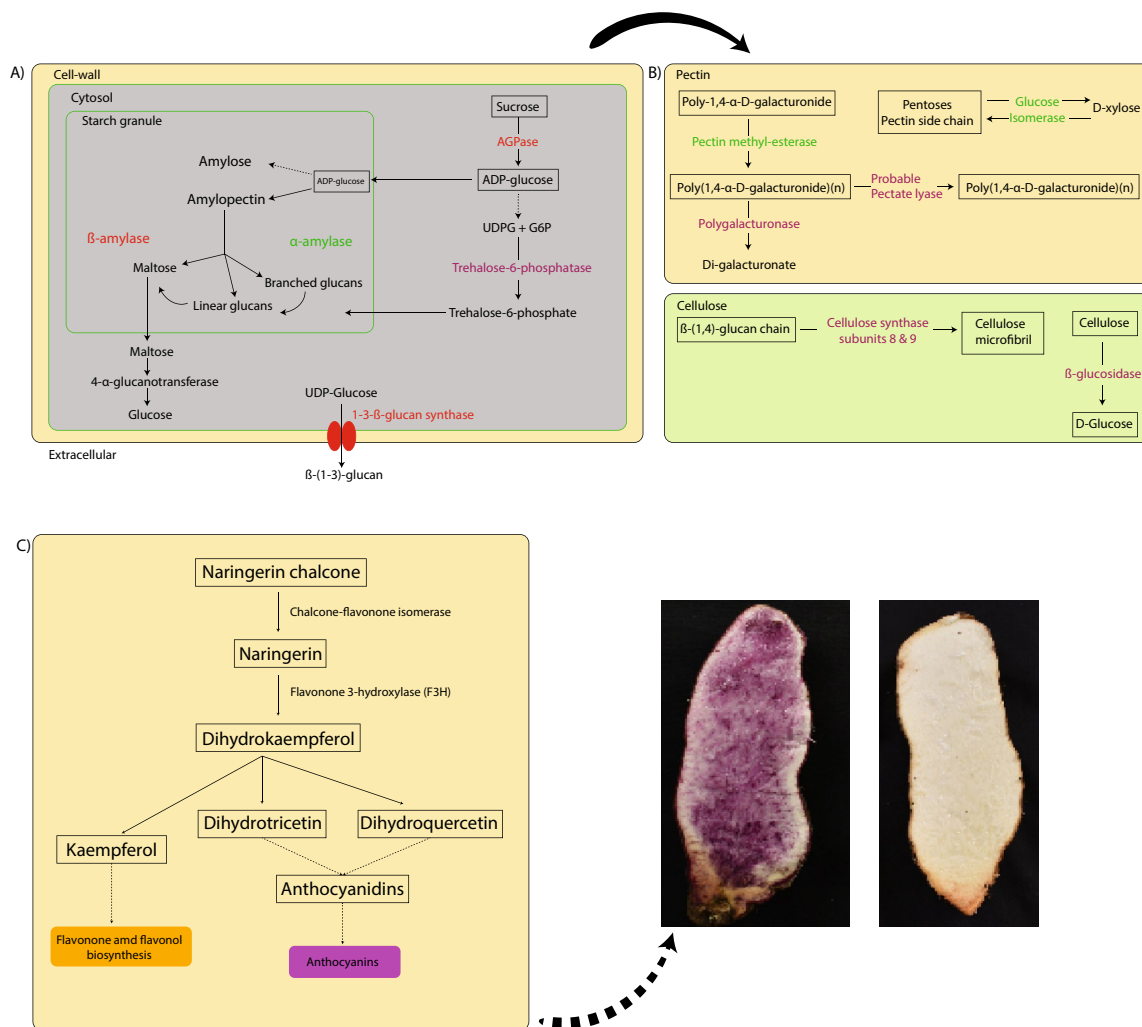 A)
Cell-wall
Cytosol
Starch granule
Sucrose
AGPase
Amylose
ADP-glucose
ADP-glucose
Amylopectin
UDPG + G6P
ß-amylase
α-amylase
Trehalose-6-phosphatase
Maltose
Branched glucans
Linear glucans
Trehalose-6-phosphate
Maltose
4-α-glucanotransferase
Glucose
UDP-Glucose
1-3-ß-glucan synthase
Extracellular
ß-(1-3)-glucan
B)
Pectin
Poly-1,4-α-D-galacturonide
Pectin methyl-esterase
Pentoses
Pectin side chain
Glucose
Isomerase
D-xylose
Poly(1,4-α-D-galacturonide)(n)
Probable
Pectate lyase
Poly(1,4-α-D-galacturonide)(n)
Polygalacturonase
Di-galacturonate
Cellulose
ß-(1,4)-glucan chain
Cellulose synthase
subunits 8 & 9
Cellulose
microfibril
Cellulose
ß-glucosidase
D-Glucose
C)
Naringerin chalcone
Chalcone-flavonone isomerase
Naringerin
Flavonone 3-hydroxylase (F3H)
Dihydrokaempferol
Dihydrotricetin
Dihydroquercetin
Kaempferol
Anthocyanidins
Flavonone amd flavonol
biosynthesis
Anthocyanins